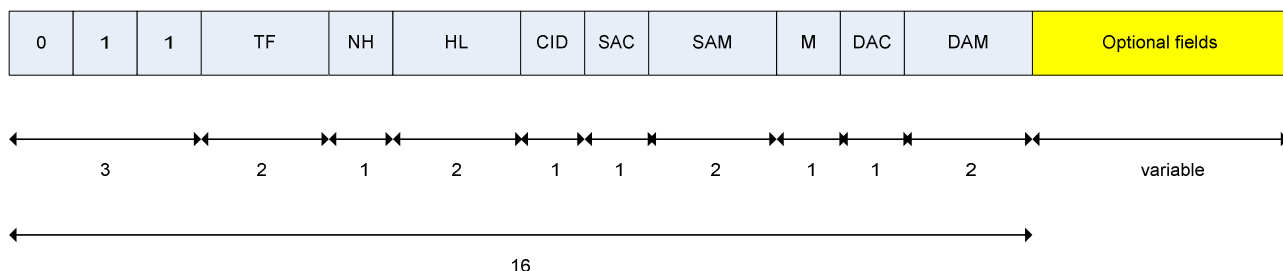 0 1 1 TF NH HL CID SAC SAM M DAC DAM Optional fields
3 2 1 2 1 1 2 1 1 2 variable
16